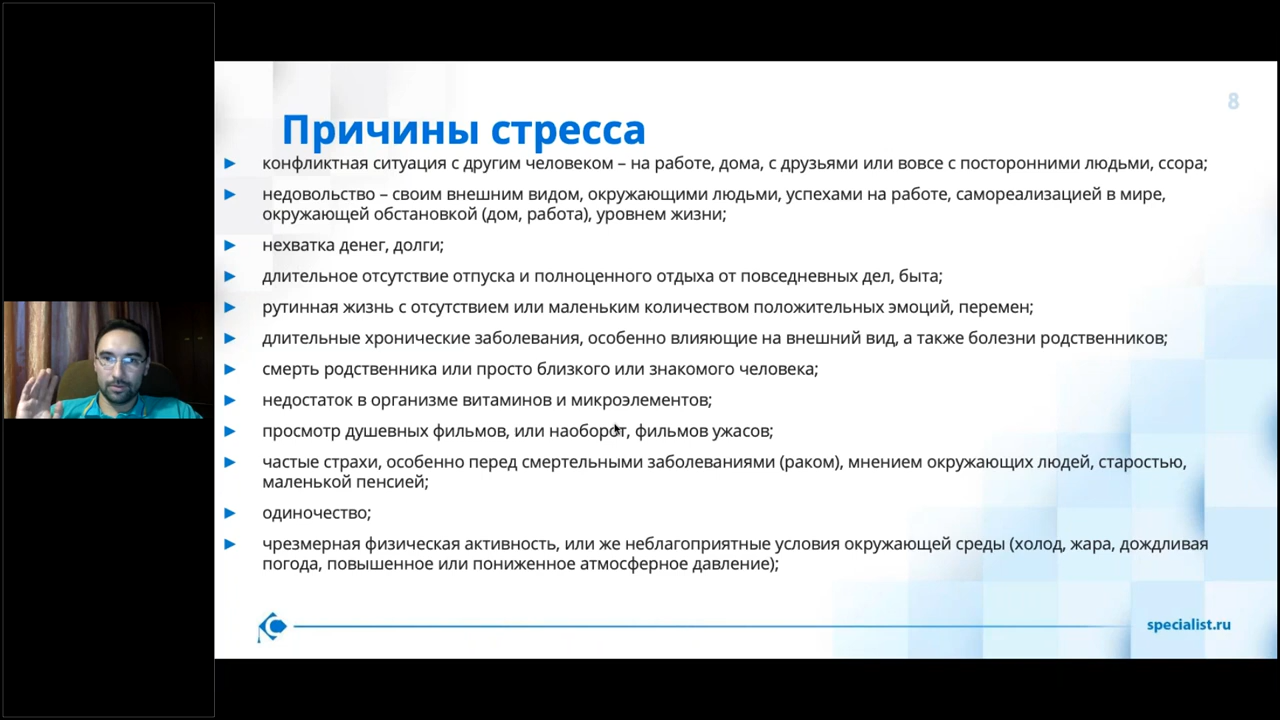 8
Причины стресса
► конфликтная ситуация с другим человеком – на работе, дома, с друзьями или вовсе с посторонними людьми, ссора;
► недовольство – своим внешним видом, окружающими людьми, успехами на работе, самореализацией в мире,
окружающей обстановкой (дом, работа), уровнем жизни;
► нехватка денег, долги;
► длительное отсутствие отпуска и полноценного отдыха от повседневных дел, быта;
► рутинная жизнь с отсутствием или маленьким количеством положительных эмоций, перемен;
► длительные хронические заболевания, особенно влияющие на внешний вид, а также болезни родственников;
► смерть родственника или просто близкого или знакомого человека;
► недостаток в организме витаминов и микроэлементов;
► просмотр душевных фильмов, или наоборот, фильмов ужасов;
► частые страхи, особенно перед смертельными заболеваниями (раком), мнением окружающих людей, старостью,
маленькой пенсией;
► одиночество;
► чрезмерная физическая активность, или же неблагоприятные условия окружающей среды (холод, жара, дождливая
погода, повышенное или пониженное атмосферное давление);
specialist.ru